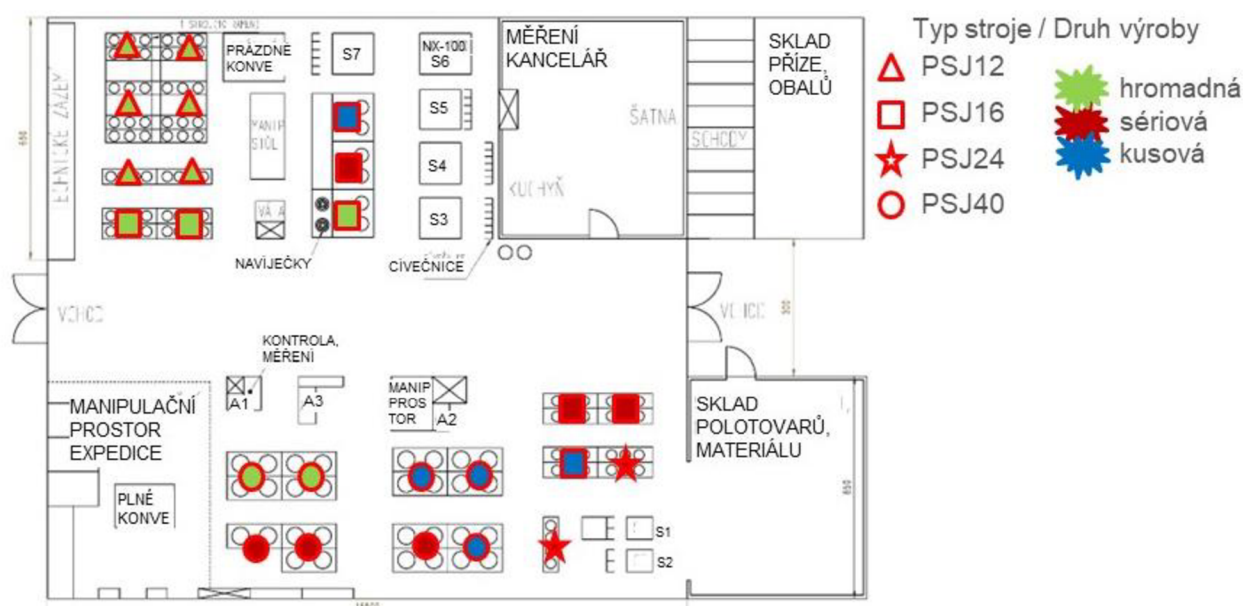 Typ stroje / Druh výroby
PSJ12
PSJ16
PSJ24
PSJ40
hromadná
sériová
kusová
PRÁZDNÉ
KONVE
S7
NX-100
S6
S5
S4
S3
MĚŘENÍ
KANCELÁŘ
ŠATNA
KUCHYŇ
SKLAD
PŘÍZE,
OBALŮ
SCHODY
MANIP
STŮL
NAVÍJEČKY
CÍVEČNICE
VCHOD
KONTROLA,
MĚŘENÍ
A1
A3
MANIP
PROS
TOR
A2
MANIPULAČNÍ
PROSTOR
EXPEDICE
PLNÉ
KONVE
SKLAD
POLOTOVARŮ,
MATERIÁLU
S1
S2